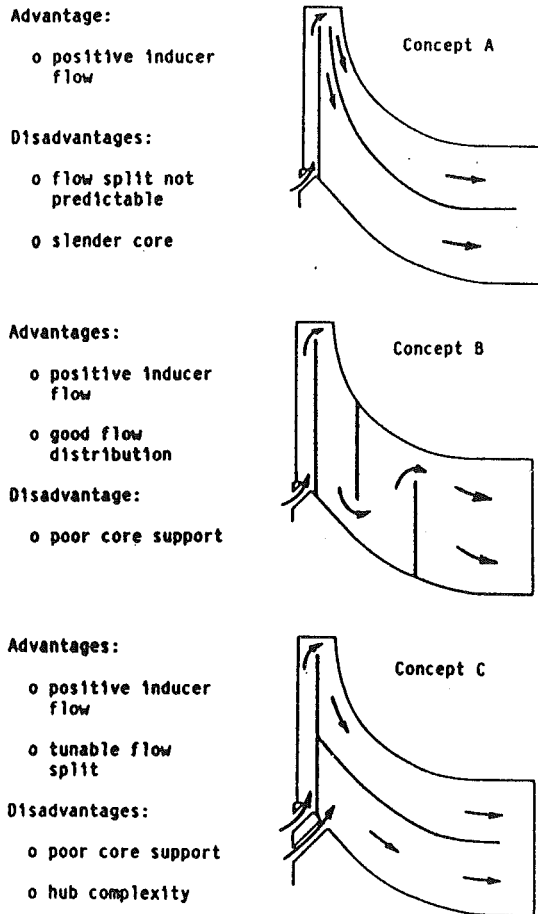 Advantage:
o positive inducer
flow
Disadvantages:
o flow split not
predictable
o slender core
Concept A
Advantages:
o positive inducer
flow
o good flow
distribution
Disadvantage:
o poor core support
Concept B
Advantages:
o positive inducer
flow
o tunable flow
split
Disadvantages:
o poor core support
o hub complexity
Concept C